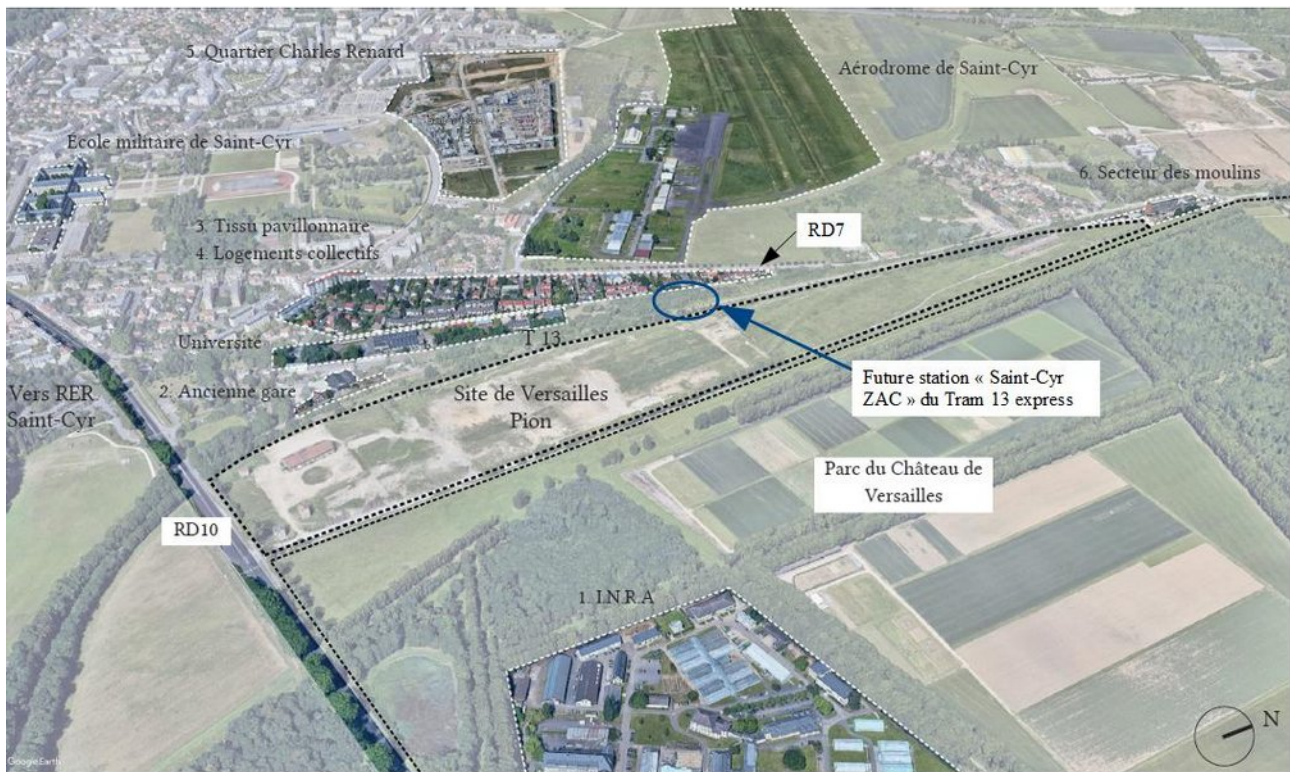 5. Quartier Charles Renard
Aérodrome de Saint-Cyr
École militaire de Saint-Cyr
6. Secteur des moulins
3. Tissu pavillonnaire
4. Logements collectifs
RD7
Université
T 13
2. Ancienne gare
Vers RER
Saint-Cyr
Site de Versailles
Pion
Future station « Saint-Cyr
ZAC » du Tram 13 express
Parc du Château de
Versailles
RD10
1. I.N.R.A
N
Google Earth